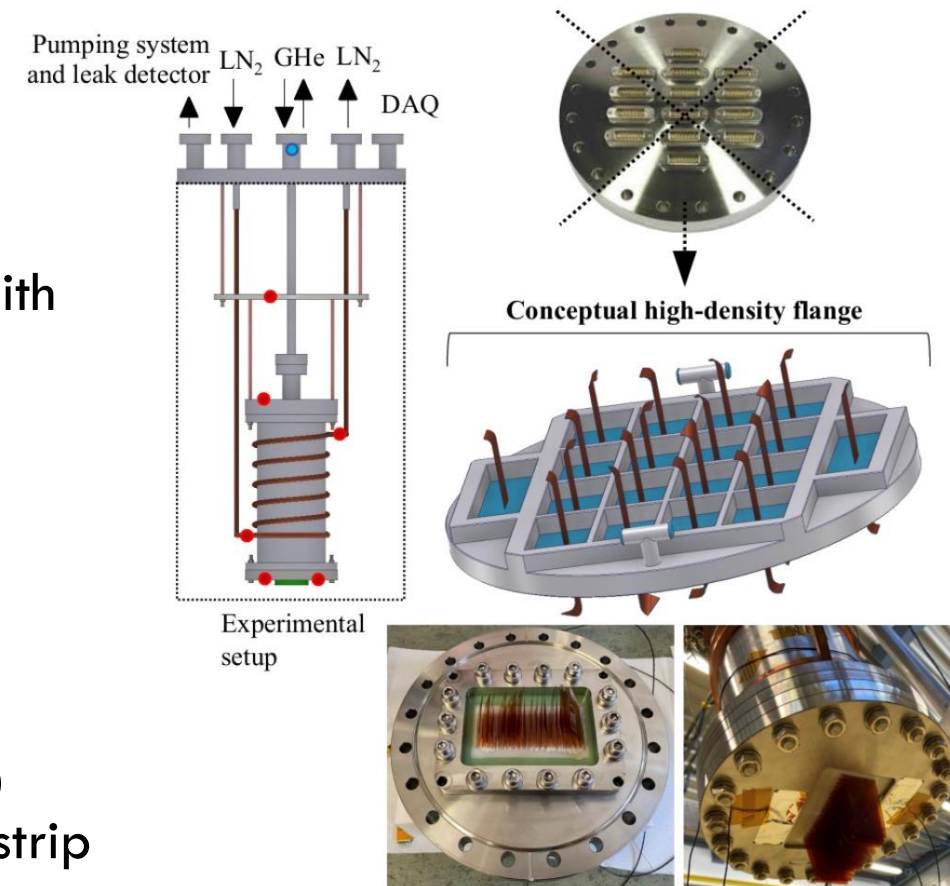 Pumping system
and leak detector
LN₂
GHe
LN₂
DAQ
ith
Conceptual high-density flange
Experimental
setup
)
strip